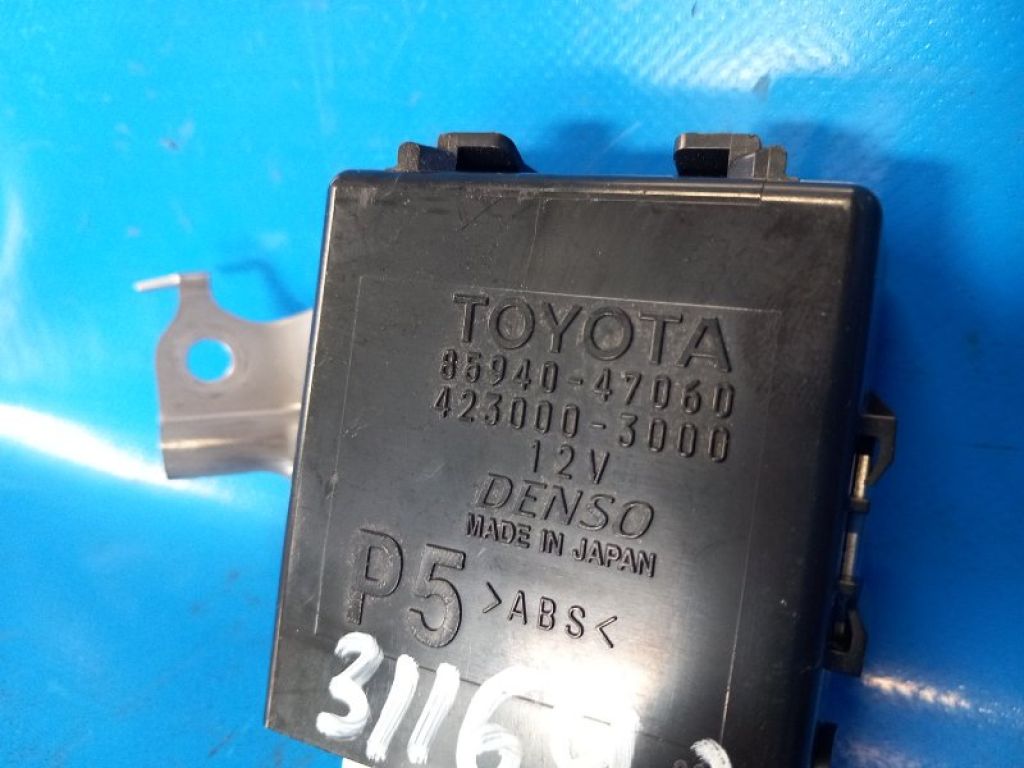 TOYOTA
85940-47060
423000-3000
12V
DENSO
MADE IN JAPAN
P5 >ABS<